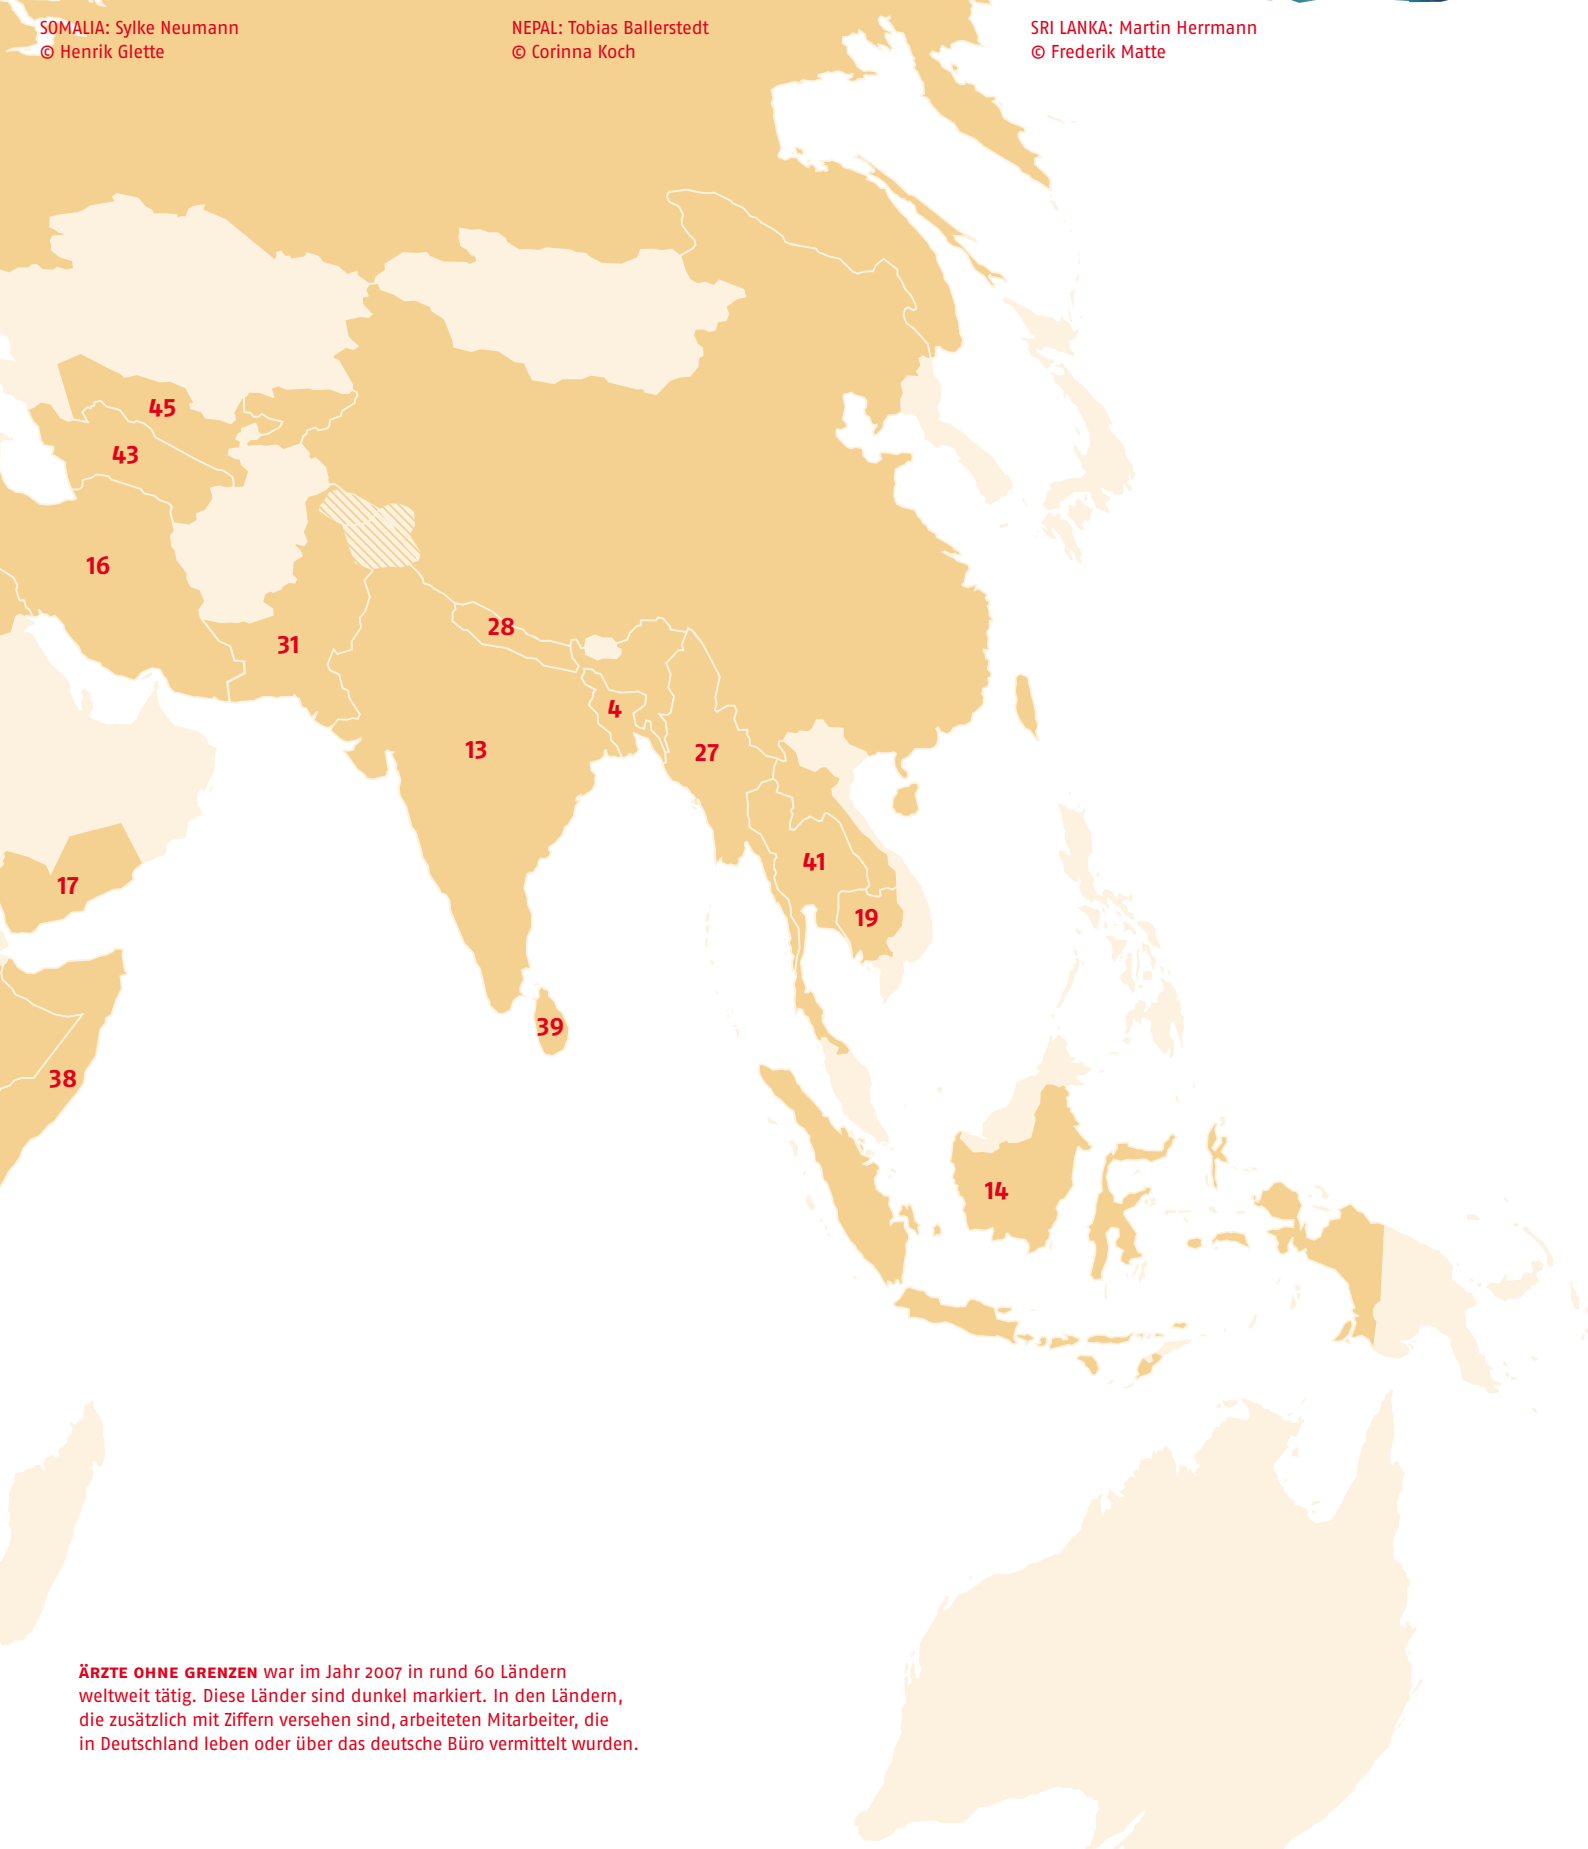 SOMALIA: Sylke Neumann
© Henrik Glette
NEPAL: Tobias Ballerstedt
© Corinna Koch
SRI LANKA: Martin Herrmann
© Frederik Matte
45
43
16
28
31
4
13
27
41
17
19
39
38
14
ÄRZTE OHNE GRENZEN war im Jahr 2007 in rund 60 Ländern
weltweit tätig. Diese Länder sind dunkel markiert. In den Ländern,
die zusätzlich mit Ziffern versehen sind, arbeiteten Mitarbeiter, die
in Deutschland leben oder über das deutsche Büro vermittelt wurden.